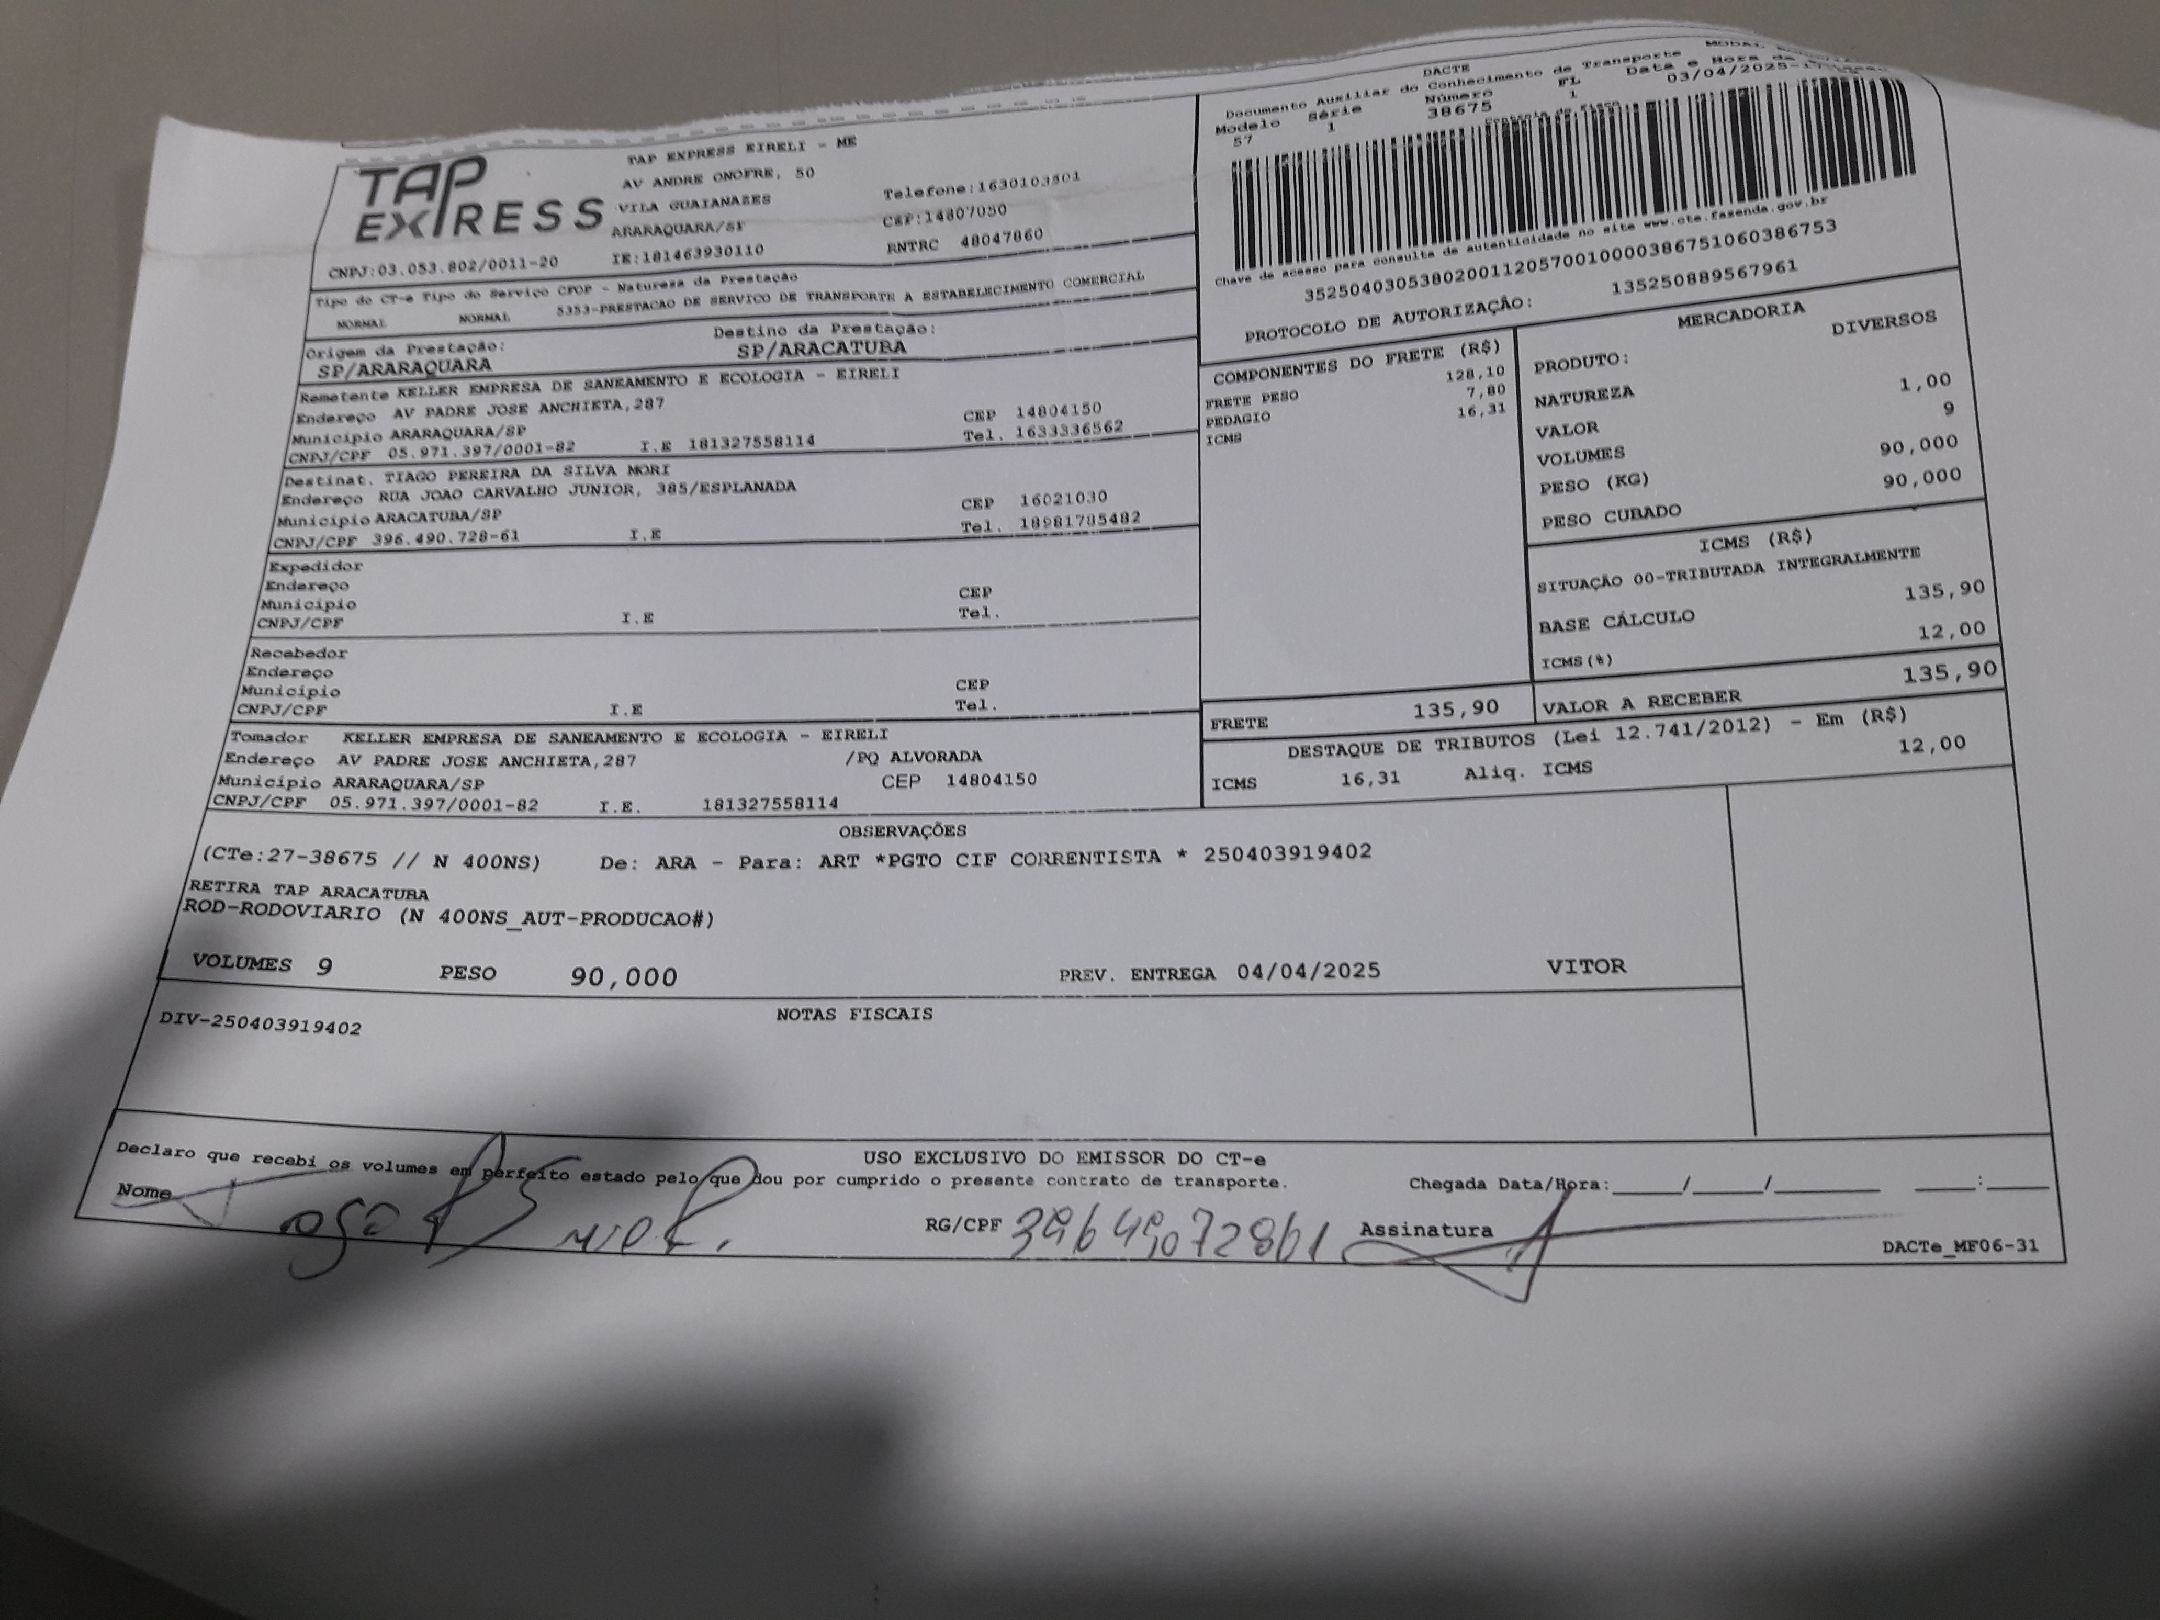 DACTE
Documento Auxiliar do Conhecimento de Transporte
Modelo Série Número FL Data e Hora da
57 1 38675 1 03/04/2025
TAP EXPRESS
TAP EXPRESS EIRELI - ME
AV ANDRE ONOFRE, 50
VILA GUAIANAZES Telefone:1630103501
ARARAQUARA/SP CEP:14807050
CNPJ:03.053.802/0011-20 IE:181463930110 RNTRC 48047860
Chave de acesso para consulta de autenticidade no site www.cte.fazenda.gov.br
35250403053802001120570010000386751060386753
PROTOCOLO DE AUTORIZAÇÃO: 135250889567961
Tipo do CT-e Tipo do Serviço CFOP - Natureza da Prestação
NORMAL NORMAL 5353-PRESTACAO DE SERVICO DE TRANSPORTE A ESTABELECIMENTO COMERCIAL
Origem da Prestação: Destino da Prestação:
SP/ARARAQUARA SP/ARACATUBA
Remetente KELLER EMPRESA DE SANEAMENTO E ECOLOGIA - EIRELI
Endereço AV PADRE JOSE ANCHIETA,287 CEP 14804150
Município ARARAQUARA/SP Tel. 1633336562
CNPJ/CPF 05.971.397/0001-82 I.E 181327558114
Destinat. TIAGO PEREIRA DA SILVA MORI
Endereço RUA JOAO CARVALHO JUNIOR, 385/ESPLANADA CEP 16021030
Município ARACATUBA/SP Tel. 18981785482
CNPJ/CPF 396.490.728-61 I.E
Expedidor
Endereço
Município CEP
CNPJ/CPF I.E Tel.
Recebedor
Endereço
Município CEP
CNPJ/CPF I.E Tel.
Tomador KELLER EMPRESA DE SANEAMENTO E ECOLOGIA - EIRELI
Endereço AV PADRE JOSE ANCHIETA,287 /PQ ALVORADA
Município ARARAQUARA/SP CEP 14804150
CNPJ/CPF 05.971.397/0001-82 I.E. 181327558114
COMPONENTES DO FRETE (R$)
FRETE PESO 128,10
PEDAGIO 7,80
ICMS 16,31
MERCADORIA
PRODUTO: DIVERSOS
NATUREZA
VALOR 1,00
VOLUMES 9
PESO (KG) 90,000
PESO CUBADO 90,000
ICMS (R$)
SITUAÇÃO 00-TRIBUTADA INTEGRALMENTE
BASE CÁLCULO 135,90
ICMS(%) 12,00
FRETE 135,90 VALOR A RECEBER 135,90
DESTAQUE DE TRIBUTOS (Lei 12.741/2012) - Em (R$)
ICMS 16,31 Aliq. ICMS 12,00
OBSERVAÇÕES
(CTe:27-38675 // N 400NS) De: ARA - Para: ART *PGTO CIF CORRENTISTA * 250403919402
RETIRA TAP ARACATUBA
ROD-RODOVIARIO (N 400NS_AUT-PRODUCAO#)
VOLUMES 9 PESO 90,000 PREV. ENTREGA 04/04/2025 VITOR
NOTAS FISCAIS
DIV-250403919402
USO EXCLUSIVO DO EMISSOR DO CT-e
Declaro que recebi os volumes em perfeito estado pelo que dou por cumprido o presente contrato de transporte. Chegada Data/Hora:____/____/______ ____:____
Nome RG/CPF 39649072861 Assinatura
DACTe_MF06-31